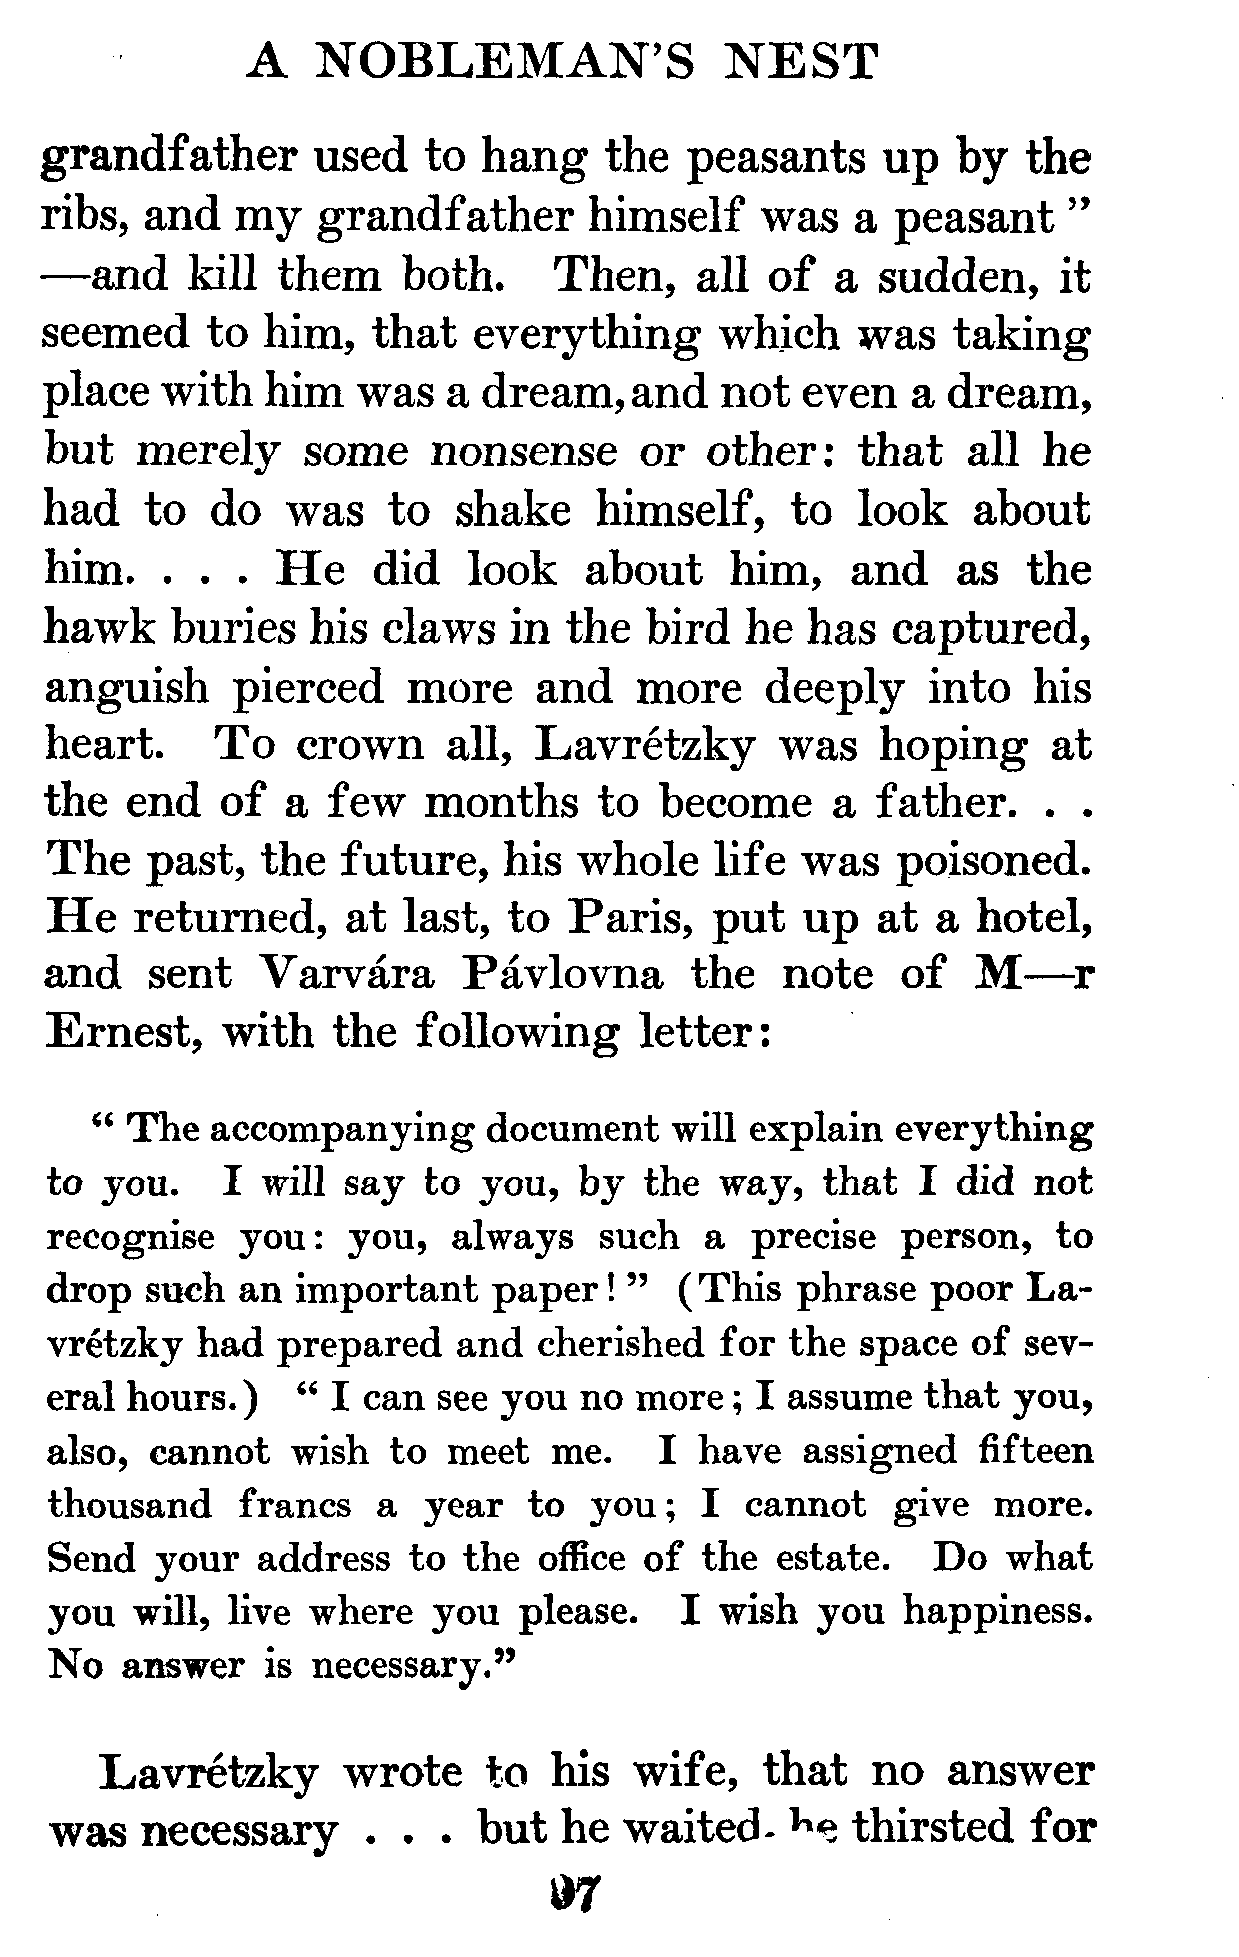 A NOBLEMAN'S NEST
grandfather used to hang the peasants up by the
ribs, and my grandfather himself was a peasant"
—and kill them both. Then, all of a sudden, it
seemed to him, that everything which was taking
place with him was a dream, and not even a dream,
but merely some nonsense or other: that all he
had to do was to shake himself, to look about
him. . . . He did look about him, and as the
hawk buries his claws in the bird he has captured,
anguish pierced more and more deeply into his
heart. To crown all, Lavrétzky was hoping at
the end of a few months to become a father. . .
The past, the future, his whole life was poisoned.
He returned, at last, to Paris, put up at a hotel,
and sent Varvára Pávlovna the note of M—r
Ernest, with the following letter:
"The accompanying document will explain everything
to you. I will say to you, by the way, that I did not
recognise you: you, always such a precise person, to
drop such an important paper!" (This phrase poor La-
vrétzky had prepared and cherished for the space of sev-
eral hours.) "I can see you no more; I assume that you,
also, cannot wish to meet me. I have assigned fifteen
thousand francs a year to you; I cannot give more.
Send your address to the office of the estate. Do what
you will, live where you please. I wish you happiness.
No answer is necessary."
Lavrétzky wrote to his wife, that no answer
was necessary . . . but he waited, he thirsted for
97